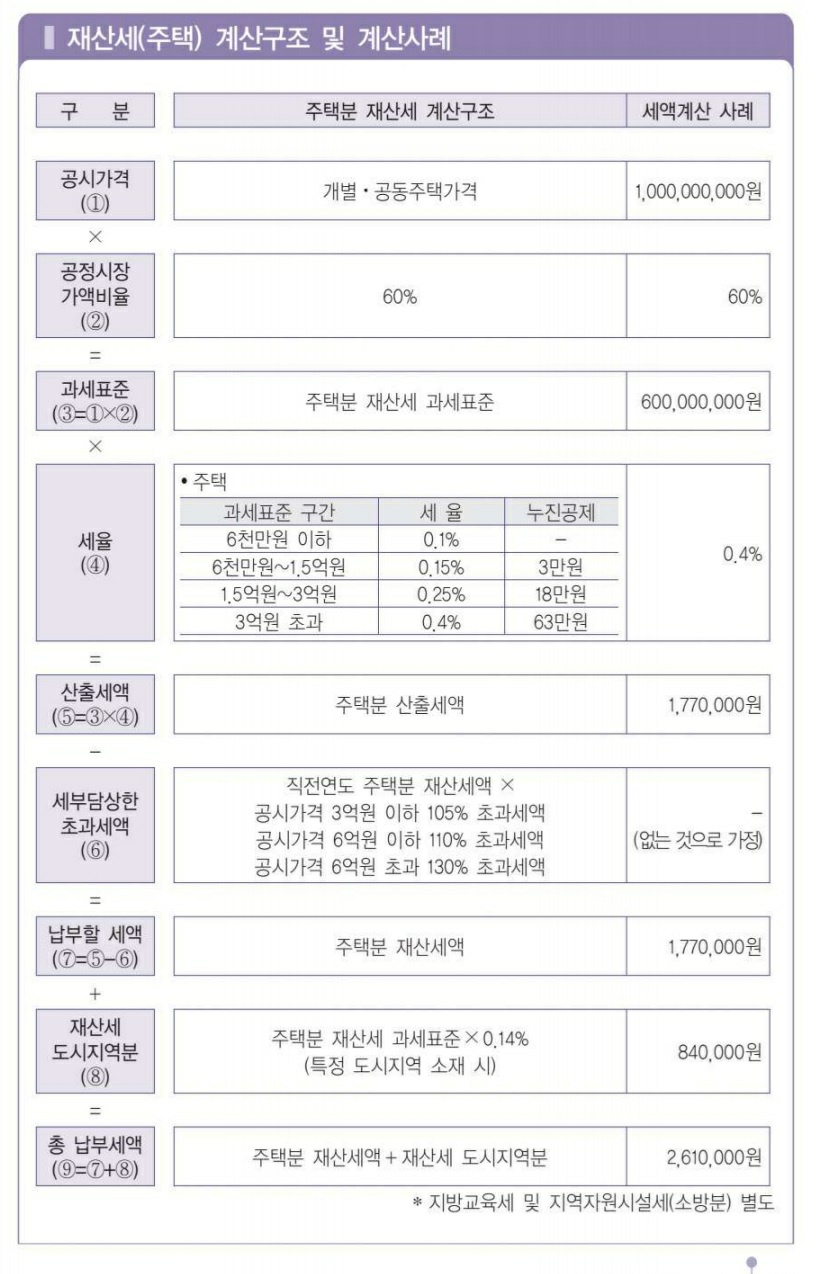 재산세(주택) 계산구조 및 계산사례
구 분 주택분 재산세 계산구조 세액계산 사례
공시가격
(①)
개별·공동주택가격 1,000,000,000원
×
공정시장
가액비율
(②)
60% 60%
=
과세표준
(③=①×②)
주택분 재산세 과세표준 600,000,000원
×
세율
(④)
• 주택
과세표준 구간 세 율 누진공제
6천만원 이하 0.1% −
6천만원~1.5억원 0.15% 3만원
1.5억원~3억원 0.25% 18만원
3억원 초과 0.4% 63만원
0.4%
=
산출세액
(⑤=③×④)
주택분 산출세액 1,770,000원
−
세부담상한
초과세액
(⑥)
직전연도 주택분 재산세액 ×
공시가격 3억원 이하 105% 초과세액
공시가격 6억원 이하 110% 초과세액
공시가격 6억원 초과 130% 초과세액
−
(없는 것으로 가정)
=
납부할 세액
(⑦=⑤−⑥)
주택분 재산세액 1,770,000원
+
재산세
도시지역분
(⑧)
주택분 재산세 과세표준×0.14%
(특정 도시지역 소재 시)
840,000원
=
총 납부세액
(⑨=⑦+⑧)
주택분 재산세액+재산세 도시지역분 2,610,000원
* 지방교육세 및 지역자원시설세(소방분) 별도